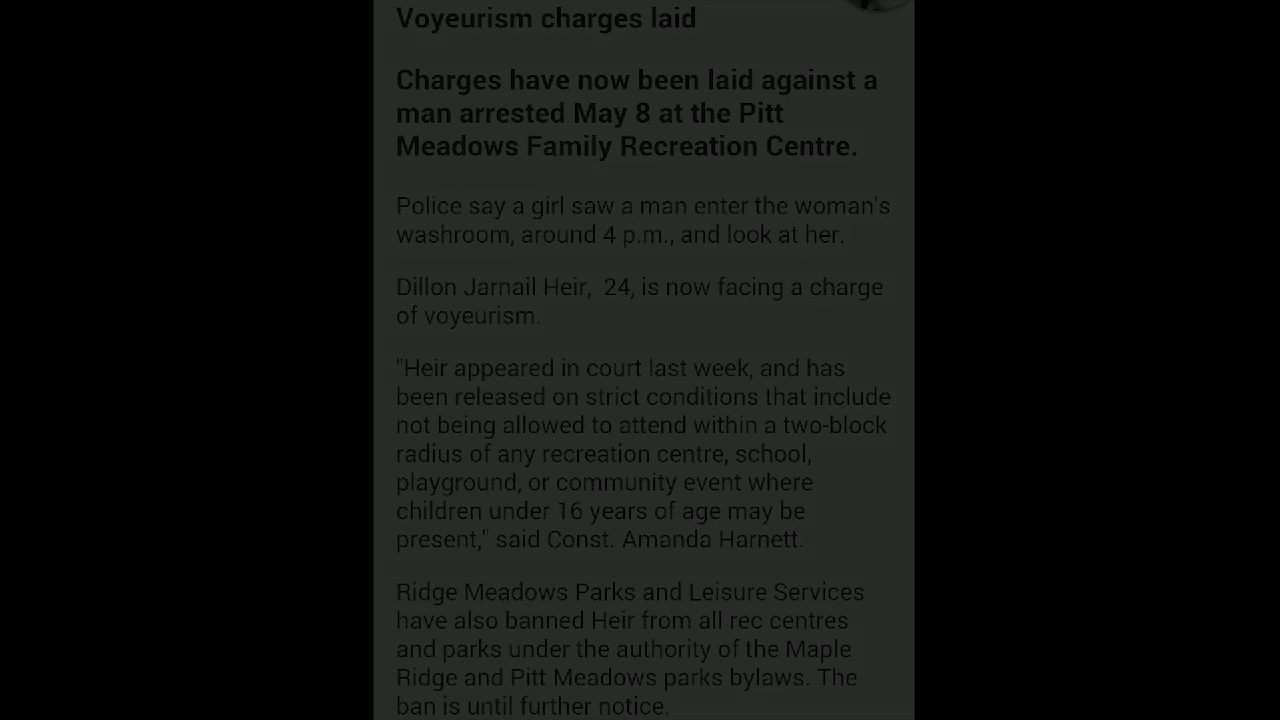 Voyeurism charges laid
Charges have now been laid against a
man arrested May 8 at the Pitt
Meadows Family Recreation Centre.
Police say a girl saw a man enter the woman's
washroom, around 4 p.m., and look at her.
Dillon Jarnail Heir,  24, is now facing a charge
of voyeurism.
"Heir appeared in court last week, and has
been released on strict conditions that include
not being allowed to attend within a two-block
radius of any recreation centre, school,
playground, or community event where
children under 16 years of age may be
present," said Const. Amanda Harnett.
Ridge Meadows Parks and Leisure Services
have also banned Heir from all rec centres
and parks under the authority of the Maple
Ridge and Pitt Meadows parks bylaws. The
ban is until further notice.